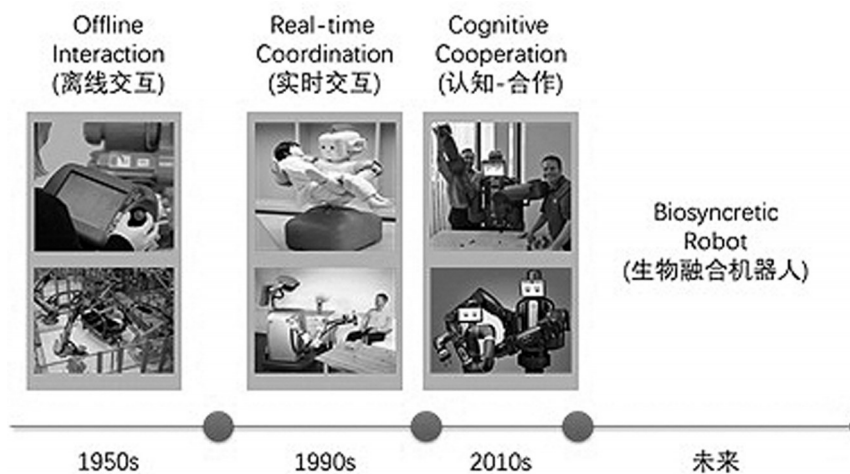 Offline
Interaction
(离线交互)
Real-time
Coordination
(实时交互)
Cognitive
Cooperation
(认知-合作)
Biosyncretic
Robot
(生物融合机器人)
1950s
1990s
2010s
未来